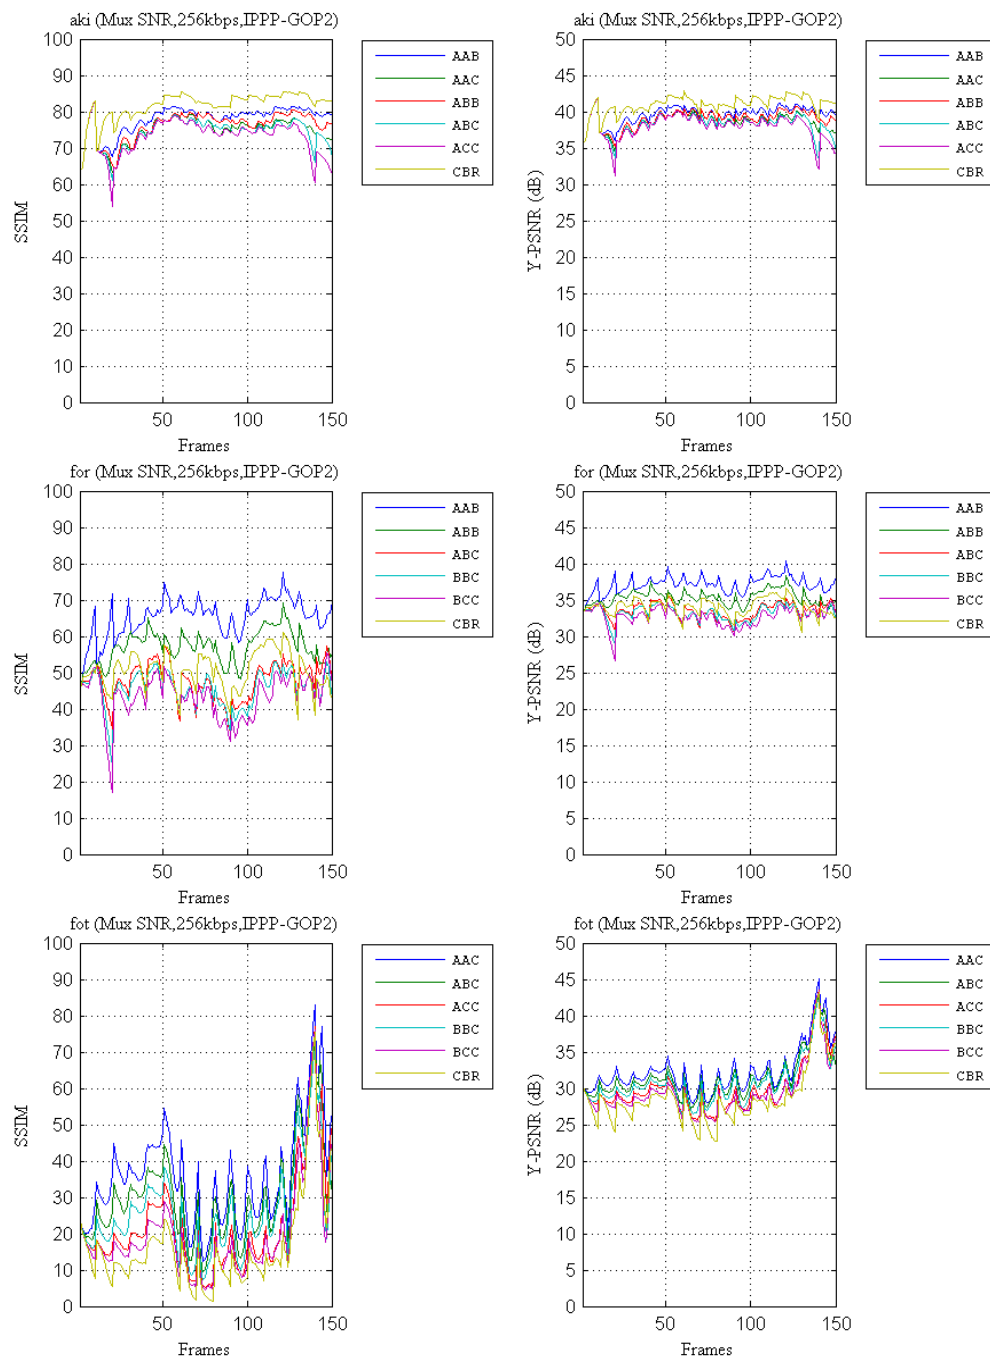 aki (Mux SNR,256kbps,IPPP-GOP2)
100
90
80
70
60
50
40
30
20
10
0
SSIM
50
100
150
Frames
AAB
AAC
ABB
ABC
ACC
CBR
aki (Mux SNR,256kbps,IPPP-GOP2)
50
45
40
35
30
25
20
15
10
5
0
Y-PSNR (dB)
50
100
150
Frames
AAB
AAC
ABB
ABC
ACC
CBR
for (Mux SNR,256kbps,IPPP-GOP2)
100
90
80
70
60
50
40
30
20
10
0
SSIM
50
100
150
Frames
AAB
ABB
ABC
BBC
BCC
CBR
for (Mux SNR,256kbps,IPPP-GOP2)
50
45
40
35
30
25
20
15
10
5
0
Y-PSNR (dB)
50
100
150
Frames
AAB
ABB
ABC
BBC
BCC
CBR
fot (Mux SNR,256kbps,IPPP-GOP2)
100
90
80
70
60
50
40
30
20
10
0
SSIM
50
100
150
Frames
AAC
ABC
ACC
BBC
BCC
CBR
fot (Mux SNR,256kbps,IPPP-GOP2)
50
45
40
35
30
25
20
15
10
5
0
Y-PSNR (dB)
50
100
150
Frames
AAC
ABC
ACC
BBC
BCC
CBR